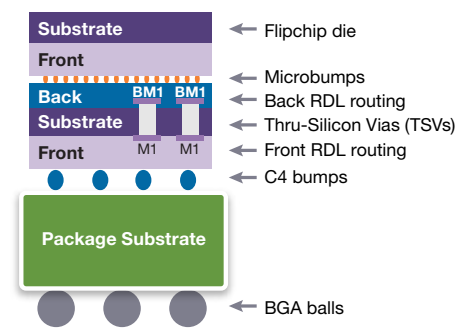 Substrate
Flipchip die
Front
Microbumps
Back BM1 BM1
Back RDL routing
Substrate
Thru-Silicon Vias (TSVs)
Front M1 M1
Front RDL routing
C4 bumps
Package Substrate
BGA balls